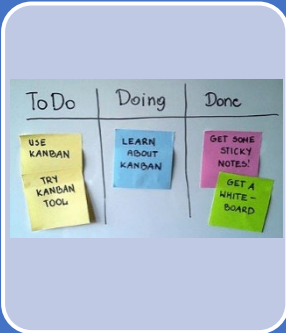 To Do
Doing
Done
USE
KANBAN
TRY
KANBAN
TOOL
LEARN
ABOUT
KANBAN
GET SOME
STICKY
NOTES!
GET A
WHITE-
BOARD